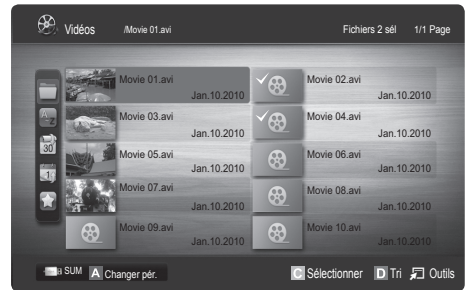 Vidéos /Movie 01.avi Fichiers 2 sél 1/1 Page
Movie 01.avi Movie 02.avi
Jan.10.2010 Jan.10.2010
Movie 03.avi Movie 04.avi
Jan.10.2010 Jan.10.2010
Movie 05.avi Movie 06.avi
Jan.10.2010 Jan.10.2010
Movie 07.avi Movie 08.avi
Jan.10.2010 Jan.10.2010
Movie 09.avi Movie 10.avi
Jan.10.2010 Jan.10.2010
30
1
SUM A Changer pér. C Sélectionner D Tri Outils